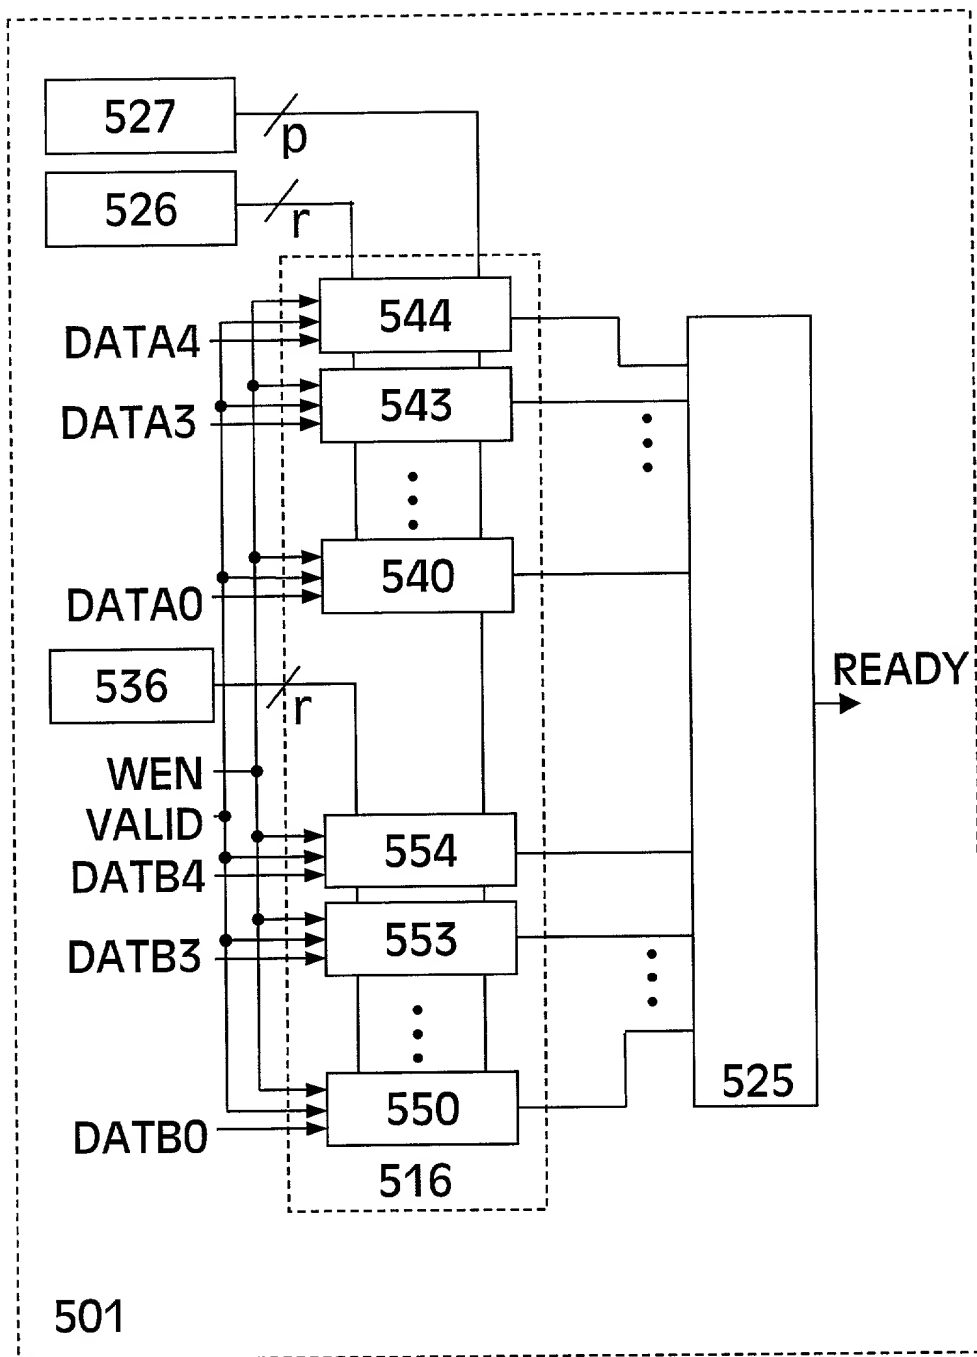 527
p
526
r
544
DATA4
543
DATA3
540
DATA0
536
r
READY
WEN
VALID
554
DATB4
553
DATB3
525
550
DATB0
516
501